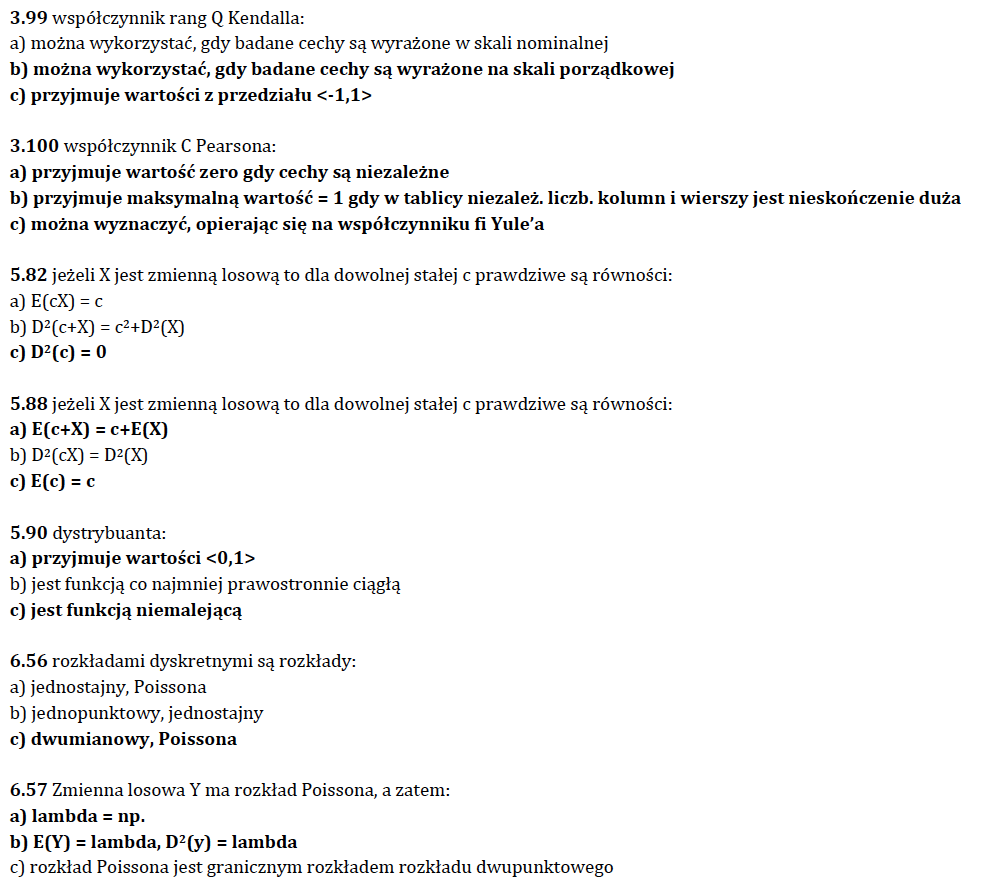 3.99 współczynnik rang Q Kendalla:
a) można wykorzystać, gdy badane cechy są wyrażone w skali nominalnej
b) można wykorzystać, gdy badane cechy są wyrażone na skali porządkowej
c) przyjmuje wartości z przedziału <-1,1>
3.100 współczynnik C Pearsona:
a) przyjmuje wartość zero gdy cechy są niezależne
b) przyjmuje maksymalną wartość = 1 gdy w tablicy niezależ. liczb. kolumn i wierszy jest nieskończenie duża
c) można wyznaczyć, opierając się na współczynniku fi Yule’a
5.82 jeżeli X jest zmienną losową to dla dowolnej stałej c prawdziwe są równości:
a) E(cX) = c
b) D²(c+X) = c²+D²(X)
c) D²(c) = 0
5.88 jeżeli X jest zmienną losową to dla dowolnej stałej c prawdziwe są równości:
a) E(c+X) = c+E(X)
b) D²(cX) = D²(X)
c) E(c) = c
5.90 dystrybuanta:
a) przyjmuje wartości <0,1>
b) jest funkcją co najmniej prawostronnie ciągłą
c) jest funkcją niemalejącą
6.56 rozkładami dyskretnymi są rozkłady:
a) jednostajny, Poissona
b) jednopunktowy, jednostajny
c) dwumianowy, Poissona
6.57 Zmienna losowa Y ma rozkład Poissona, a zatem:
a) lambda = np.
b) E(Y) = lambda, D²(y) = lambda
c) rozkład Poissona jest granicznym rozkładem rozkładu dwupunktowego